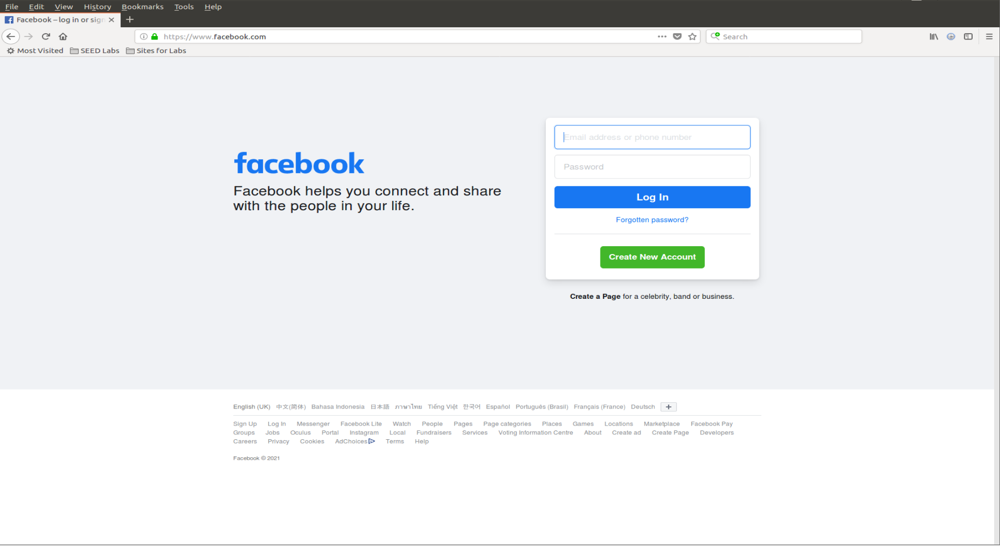 File Edit View History Bookmarks Tools Help
Facebook – log in or sign
https://www.facebook.com Search
Most Visited SEED Labs Sites for Labs
Email address or phone number
facebook
Password
Facebook helps you connect and share
with the people in your life.
Log In
Forgotten password?
Create New Account
Create a Page for a celebrity, band or business.
English (UK) 中文(简体) Bahasa Indonesia 日本語 ภาษาไทย Tiếng Việt 한국어 Español Português (Brasil) Français (France) Deutsch +
Sign Up Log In Messenger Facebook Lite Watch People Pages Page categories Places Games Locations Marketplace Facebook Pay
Groups Jobs Oculus Portal Instagram Local Fundraisers Services Voting Information Centre About Create ad Create Page Developers
Careers Privacy Cookies AdChoices Terms Help
Facebook © 2021